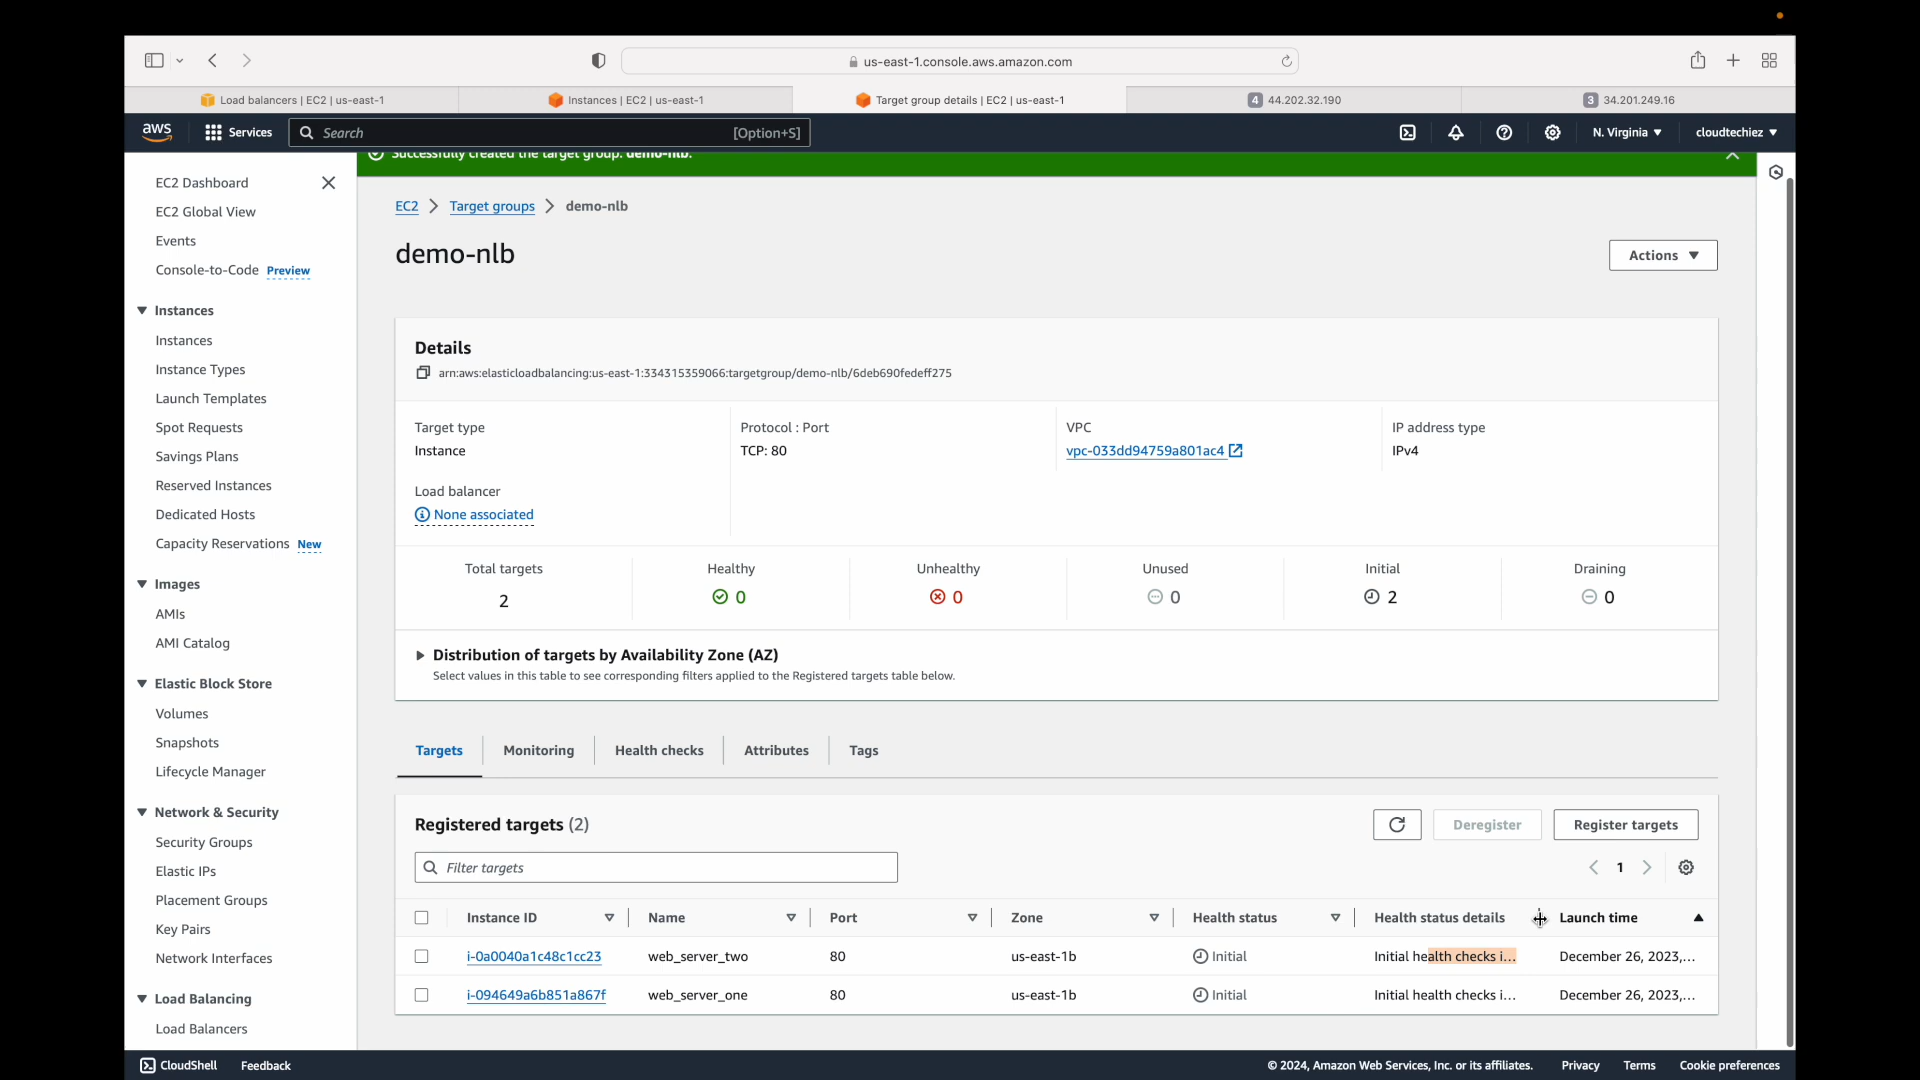 us-east-1.console.aws.amazon.com
Load balancers | EC2 | us-east-1
Instances | EC2 | us-east-1
Target group details | EC2 | us-east-1
4 44.202.32.190
3 34.201.249.16
aws
Services
Search
[Option+S]
N. Virginia
cloudtechiez
Successfully created the target group: demo-nlb.
EC2 Dashboard
EC2 Global View
Events
Console-to-Code Preview
Instances
Instances
Instance Types
Launch Templates
Spot Requests
Savings Plans
Reserved Instances
Dedicated Hosts
Capacity Reservations New
Images
AMIs
AMI Catalog
Elastic Block Store
Volumes
Snapshots
Lifecycle Manager
Network & Security
Security Groups
Elastic IPs
Placement Groups
Key Pairs
Network Interfaces
Load Balancing
Load Balancers
EC2 > Target groups > demo-nlb
demo-nlb
Actions
Details
arn:aws:elasticloadbalancing:us-east-1:334315359066:targetgroup/demo-nlb/6deb690fedeff275
Target type
Instance
Protocol : Port
TCP: 80
VPC
vpc-033dd94759a801ac4
IP address type
IPv4
Load balancer
None associated
Total targets
2
Healthy
0
Unhealthy
0
Unused
0
Initial
2
Draining
0
Distribution of targets by Availability Zone (AZ)
Select values in this table to see corresponding filters applied to the Registered targets table below.
Targets
Monitoring
Health checks
Attributes
Tags
Registered targets (2)
Deregister
Register targets
Filter targets
1
Instance ID Name Port Zone Health status Health status details Launch time
i-0a0040a1c48c1cc23 web_server_two 80 us-east-1b Initial Initial health checks i... December 26, 2023,...
i-094649a6b851a867f web_server_one 80 us-east-1b Initial Initial health checks i... December 26, 2023,...
CloudShell
Feedback
© 2024, Amazon Web Services, Inc. or its affiliates.
Privacy
Terms
Cookie preferences